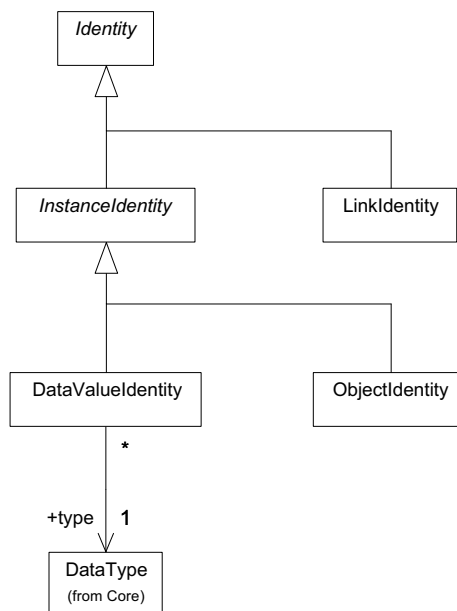 Identity
InstanceIdentity
LinkIdentity
DataValueIdentity
ObjectIdentity
*
+type
1
DataType
(from Core)